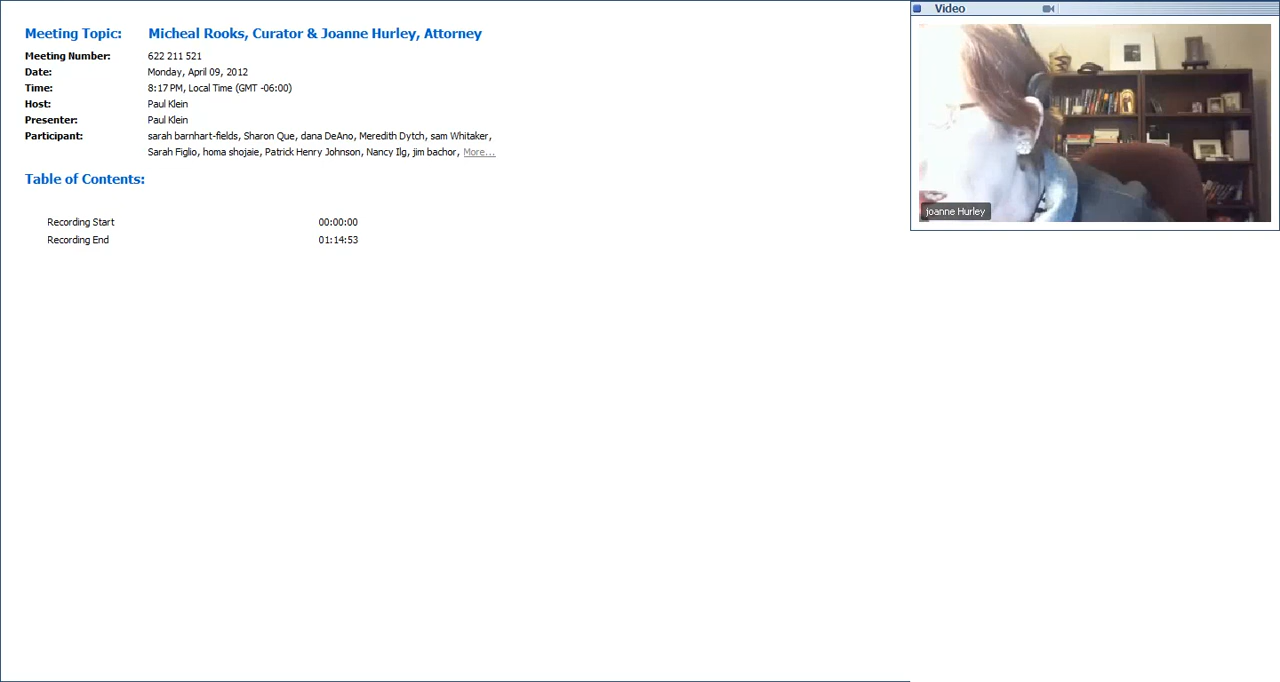 Meeting Topic: Micheal Rooks, Curator & Joanne Hurley, Attorney
Meeting Number: 622 211 521
Date: Monday, April 09, 2012
Time: 8:17 PM, Local Time (GMT -06:00)
Host: Paul Klein
Presenter: Paul Klein
Participant: sarah barnhart-fields, Sharon Que, dana DeAno, Meredith Dytch, sam Whitaker,
Sarah Figlio, homa shojaie, Patrick Henry Johnson, Nancy Ilg, jim bachor, More...
Table of Contents:
Recording Start 00:00:00
Recording End 01:14:53
Video
joanne Hurley